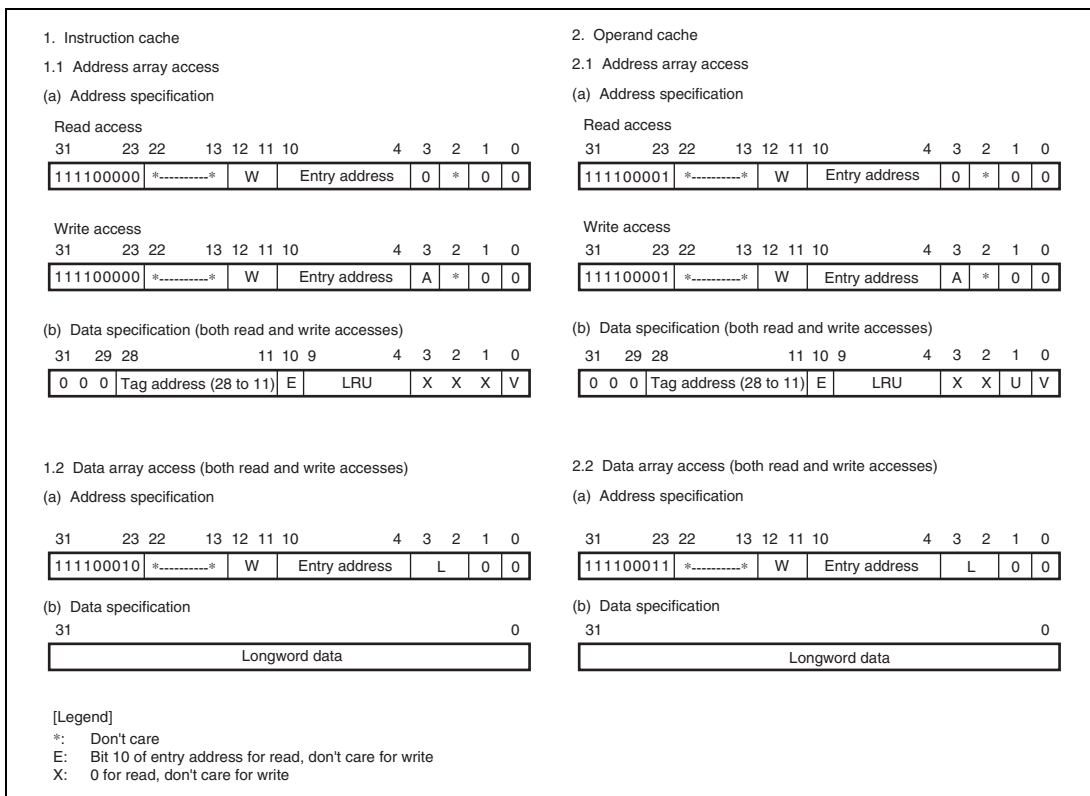 1. Instruction cache
1.1 Address array access
(a) Address specification
Read access
31 23 22 13 12 11 10 4 3 2 1 0
111100000 *----------* W Entry address 0 * 0 0
Write access
31 23 22 13 12 11 10 4 3 2 1 0
111100000 *----------* W Entry address A * 0 0
(b) Data specification (both read and write accesses)
31 29 28 11 10 9 4 3 2 1 0
0 0 0 Tag address (28 to 11) E LRU X X X V
1.2 Data array access (both read and write accesses)
(a) Address specification
31 23 22 13 12 11 10 4 3 2 1 0
111100010 *----------* W Entry address L 0 0
(b) Data specification
31 0
Longword data
2. Operand cache
2.1 Address array access
(a) Address specification
Read access
31 23 22 13 12 11 10 4 3 2 1 0
111100001 *----------* W Entry address 0 * 0 0
Write access
31 23 22 13 12 11 10 4 3 2 1 0
111100001 *----------* W Entry address A * 0 0
(b) Data specification (both read and write accesses)
31 29 28 11 10 9 4 3 2 1 0
0 0 0 Tag address (28 to 11) E LRU X X U V
2.2 Data array access (both read and write accesses)
(a) Address specification
31 23 22 13 12 11 10 4 3 2 1 0
111100011 *----------* W Entry address L 0 0
(b) Data specification
31 0
Longword data
[Legend]
*: Don't care
E: Bit 10 of entry address for read, don't care for write
X: 0 for read, don't care for write